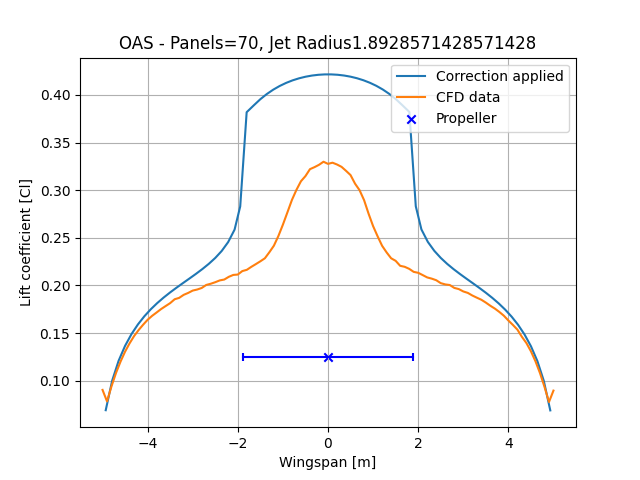 OAS - Panels=70, Jet Radius1.8928571428571428
Correction applied
CFD data
Propeller
Lift coefficient [Cl]
0.40
0.35
0.30
0.25
0.20
0.15
0.10
−4
−2
0
2
4
Wingspan [m]